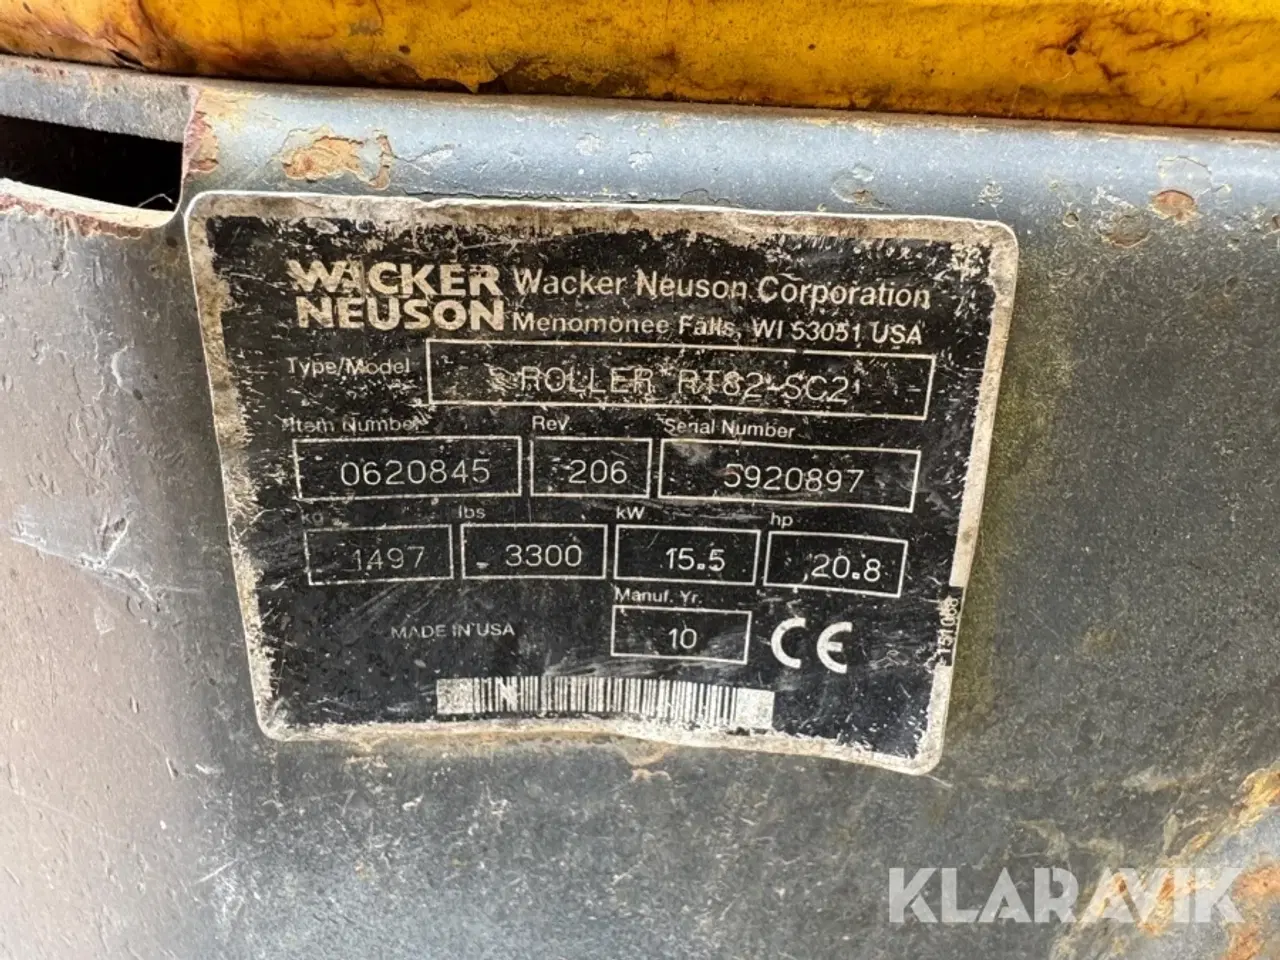 WACKER NEUSON
Wacker Neuson Corporation
Menomonee Falls, WI 53051 USA
Type/Model ROLLER RT82-SC2
Item Number Rev. Serial Number
0620845 206 5920897
kg lbs kW hp
1497 3300 15.5 20.8
Manuf. Yr.
MADE IN USA 10 CE
N
KLARAVIK